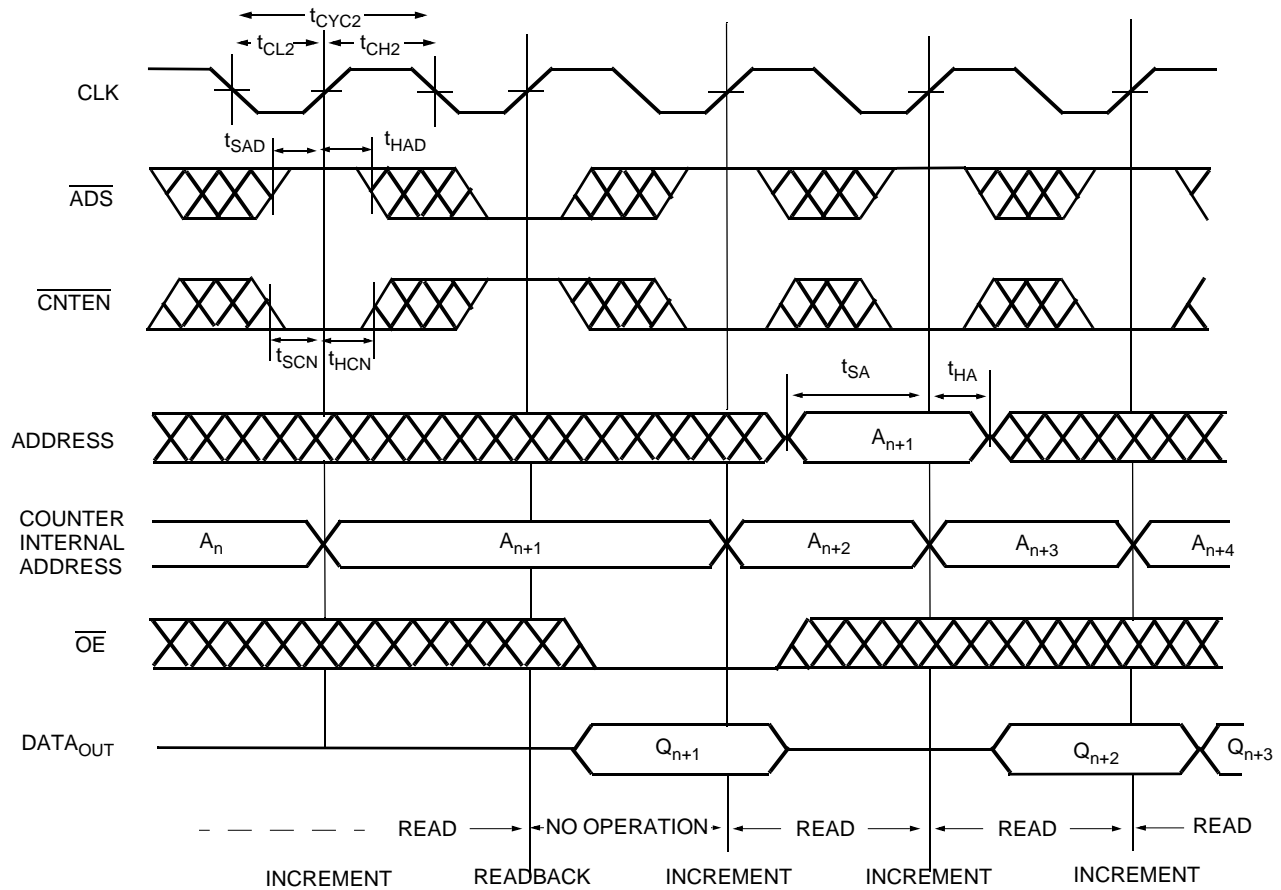 tCYC2
tCL2 tCH2
CLK
tSAD tHAD
ADS
CNTEN
tSCN tHCN
tSA tHA
ADDRESS An+1
COUNTER
INTERNAL
ADDRESS
An An+1 An+2 An+3 An+4
OE
DATAOUT Qn+1 Qn+2 Qn+3
READ NO OPERATION READ READ READ
INCREMENT READBACK INCREMENT INCREMENT INCREMENT